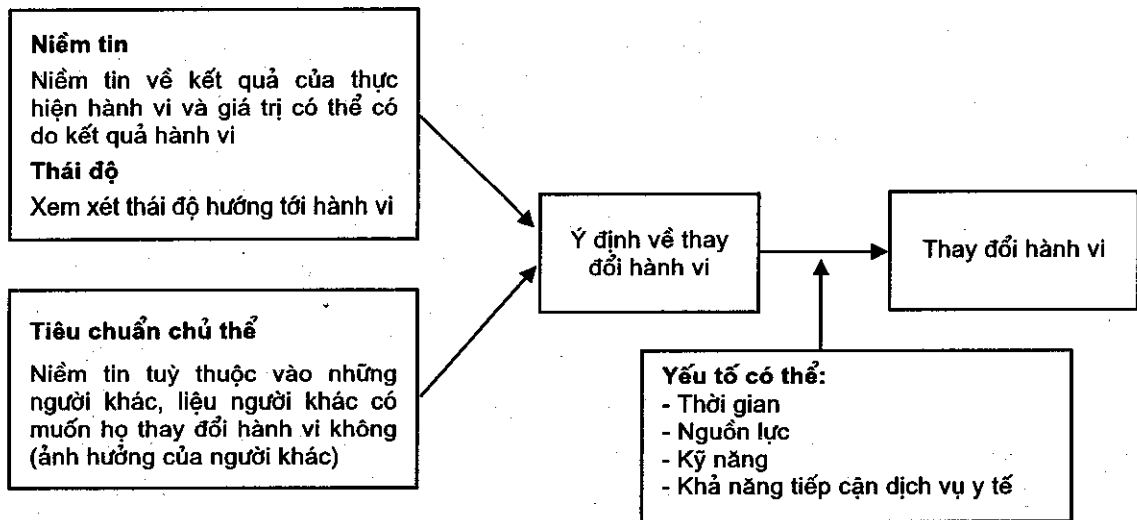 Niềm tin
Niềm tin về kết quả của thực
hiện hành vi và giá trị có thể có
do kết quả hành vi
Thái độ
Xem xét thái độ hướng tới hành vi
Tiêu chuẩn chủ thể
Niềm tin tuỳ thuộc vào những
người khác, liệu người khác có
muốn họ thay đổi hành vi không
(ảnh hưởng của người khác)
Ý định về thay
đổi hành vi
Thay đổi hành vi
Yếu tố có thể:
- Thời gian
- Nguồn lực
- Kỹ năng
- Khả năng tiếp cận dịch vụ y tế